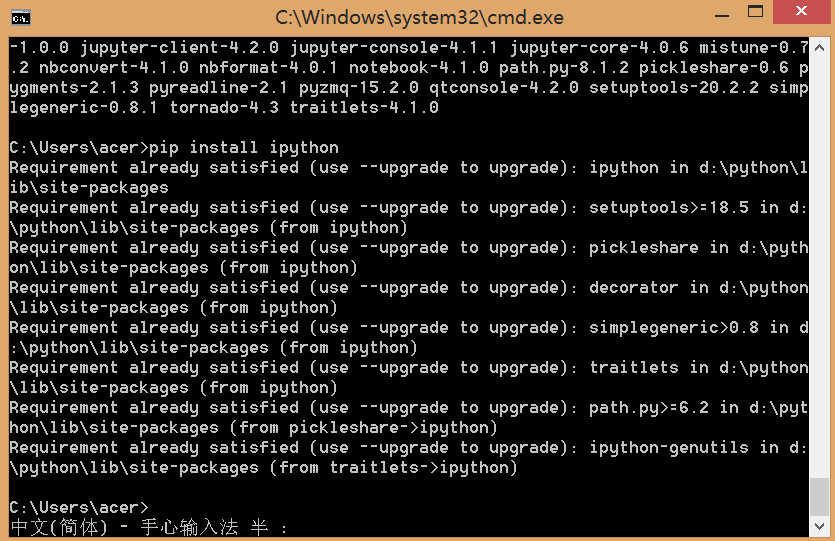 C:\Windows\system32\cmd.exe
-1.0.0 jupyter-client-4.2.0 jupyter-console-4.1.1 jupyter-core-4.0.6 mistune-0.7
.2 nbconvert-4.1.0 nbformat-4.0.1 notebook-4.1.0 path.py-8.1.2 pickleshare-0.6 p
ygments-2.1.3 pyreadline-2.1 pyzmq-15.2.0 qtconsole-4.2.0 setuptools-20.2.2 simp
legeneric-0.8.1 tornado-4.3 traitlets-4.1.0
C:\Users\acer>pip install ipython
Requirement already satisfied (use --upgrade to upgrade): ipython in d:\python\l
ib\site-packages
Requirement already satisfied (use --upgrade to upgrade): setuptools>=18.5 in d:
\python\lib\site-packages (from ipython)
Requirement already satisfied (use --upgrade to upgrade): pickleshare in d:\pyth
on\lib\site-packages (from ipython)
Requirement already satisfied (use --upgrade to upgrade): decorator in d:\python
\lib\site-packages (from ipython)
Requirement already satisfied (use --upgrade to upgrade): simplegeneric>0.8 in d
:\python\lib\site-packages (from ipython)
Requirement already satisfied (use --upgrade to upgrade): traitlets in d:\python
\lib\site-packages (from ipython)
Requirement already satisfied (use --upgrade to upgrade): path.py>=6.2 in d:\pyt
hon\lib\site-packages (from pickleshare->ipython)
Requirement already satisfied (use --upgrade to upgrade): ipython-genutils in d:
\python\lib\site-packages (from traitlets->ipython)
C:\Users\acer>
中文(简体) - 手心输入法 半 :